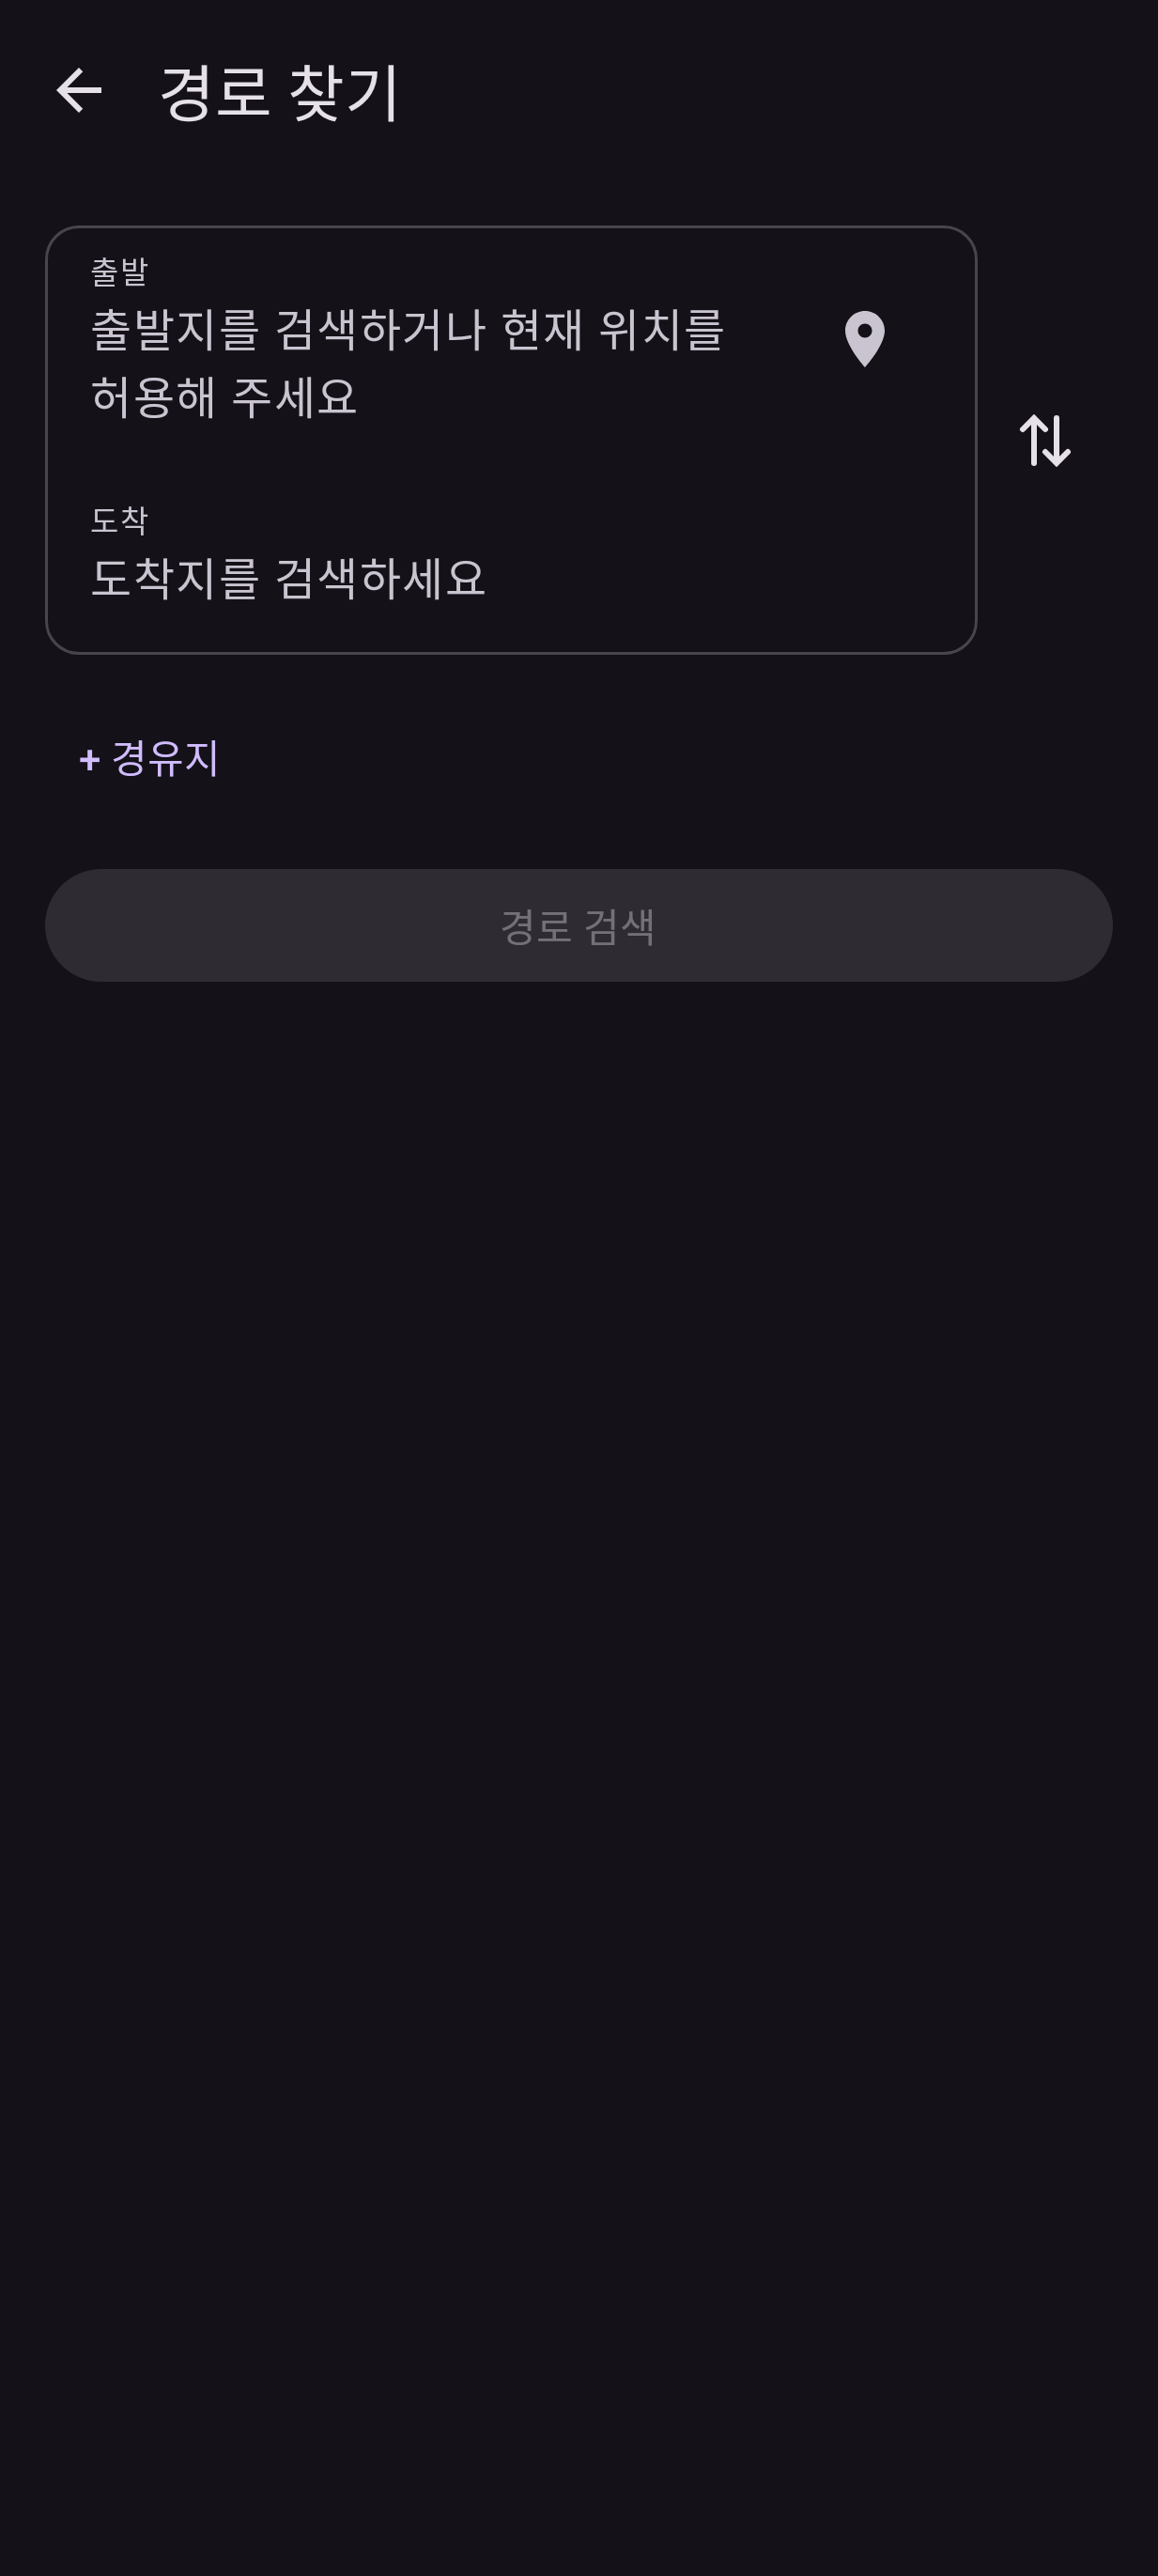 경로 찾기
출발
출발지를 검색하거나 현재 위치를
허용해 주세요
도착
도착지를 검색하세요
+ 경유지
경로 검색